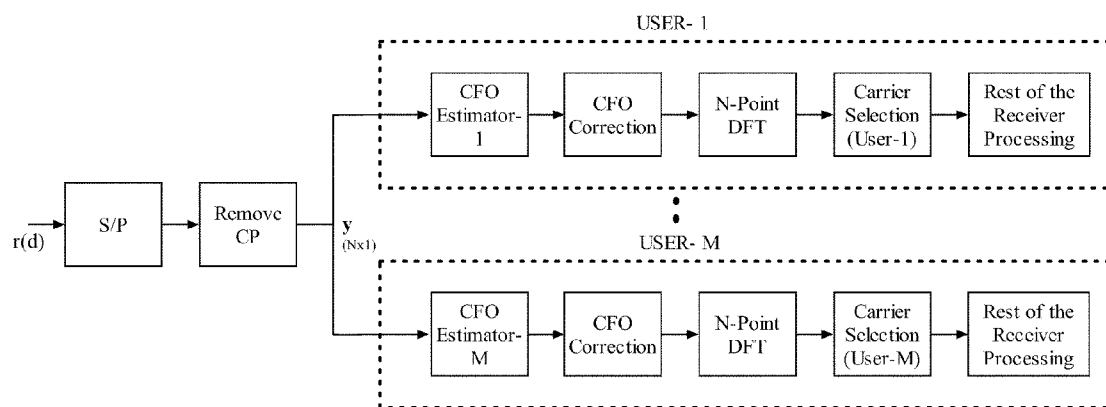 USER- 1
CFO
Estimator-
1
CFO
Correction
N-Point
DFT
Carrier
Selection
(User-1)
Rest of the
Receiver
Processing
r(d)
S/P
Remove
CP
y
(Nx1)
USER- M
CFO
Estimator-
M
CFO
Correction
N-Point
DFT
Carrier
Selection
(User-M)
Rest of the
Receiver
Processing